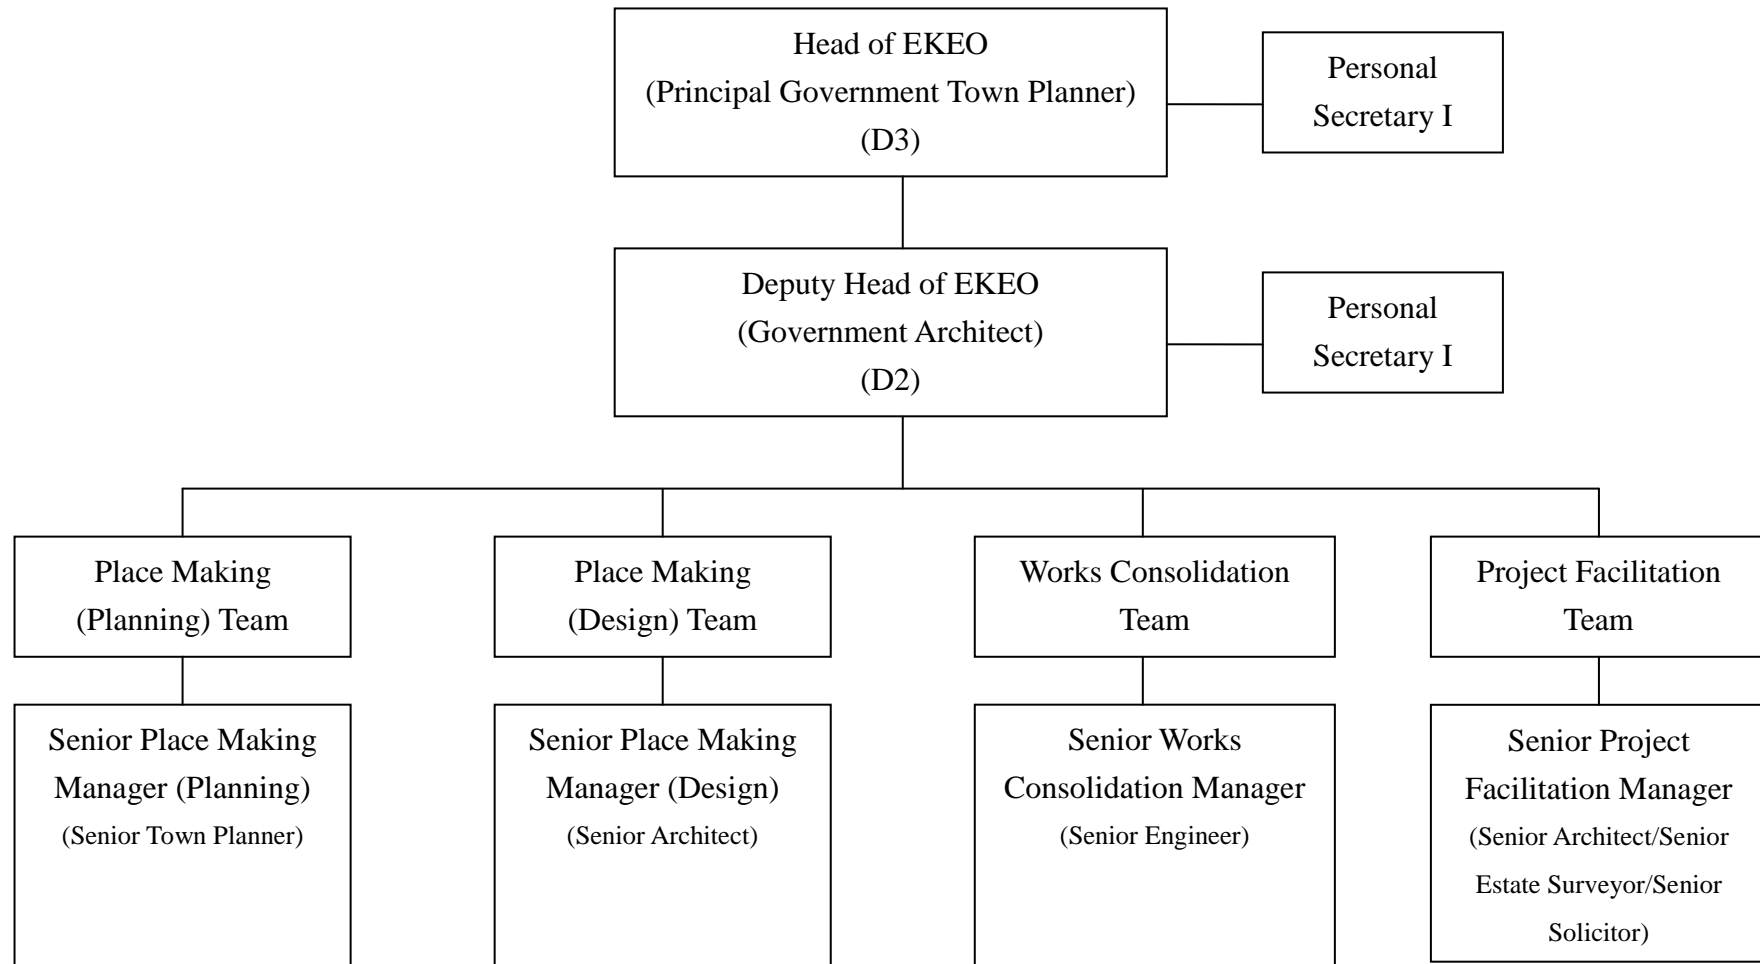 Head of EKEO
(Principal Government Town Planner)
(D3)
Personal
Secretary I
Deputy Head of EKEO
(Government Architect)
(D2)
Personal
Secretary I
Place Making
(Planning) Team
Place Making
(Design) Team
Works Consolidation
Team
Project Facilitation
Team
Senior Place Making
Manager (Planning)
(Senior Town Planner)
Senior Place Making
Manager (Design)
(Senior Architect)
Senior Works
Consolidation Manager
(Senior Engineer)
Senior Project
Facilitation Manager
(Senior Architect/Senior
Estate Surveyor/Senior
Solicitor)